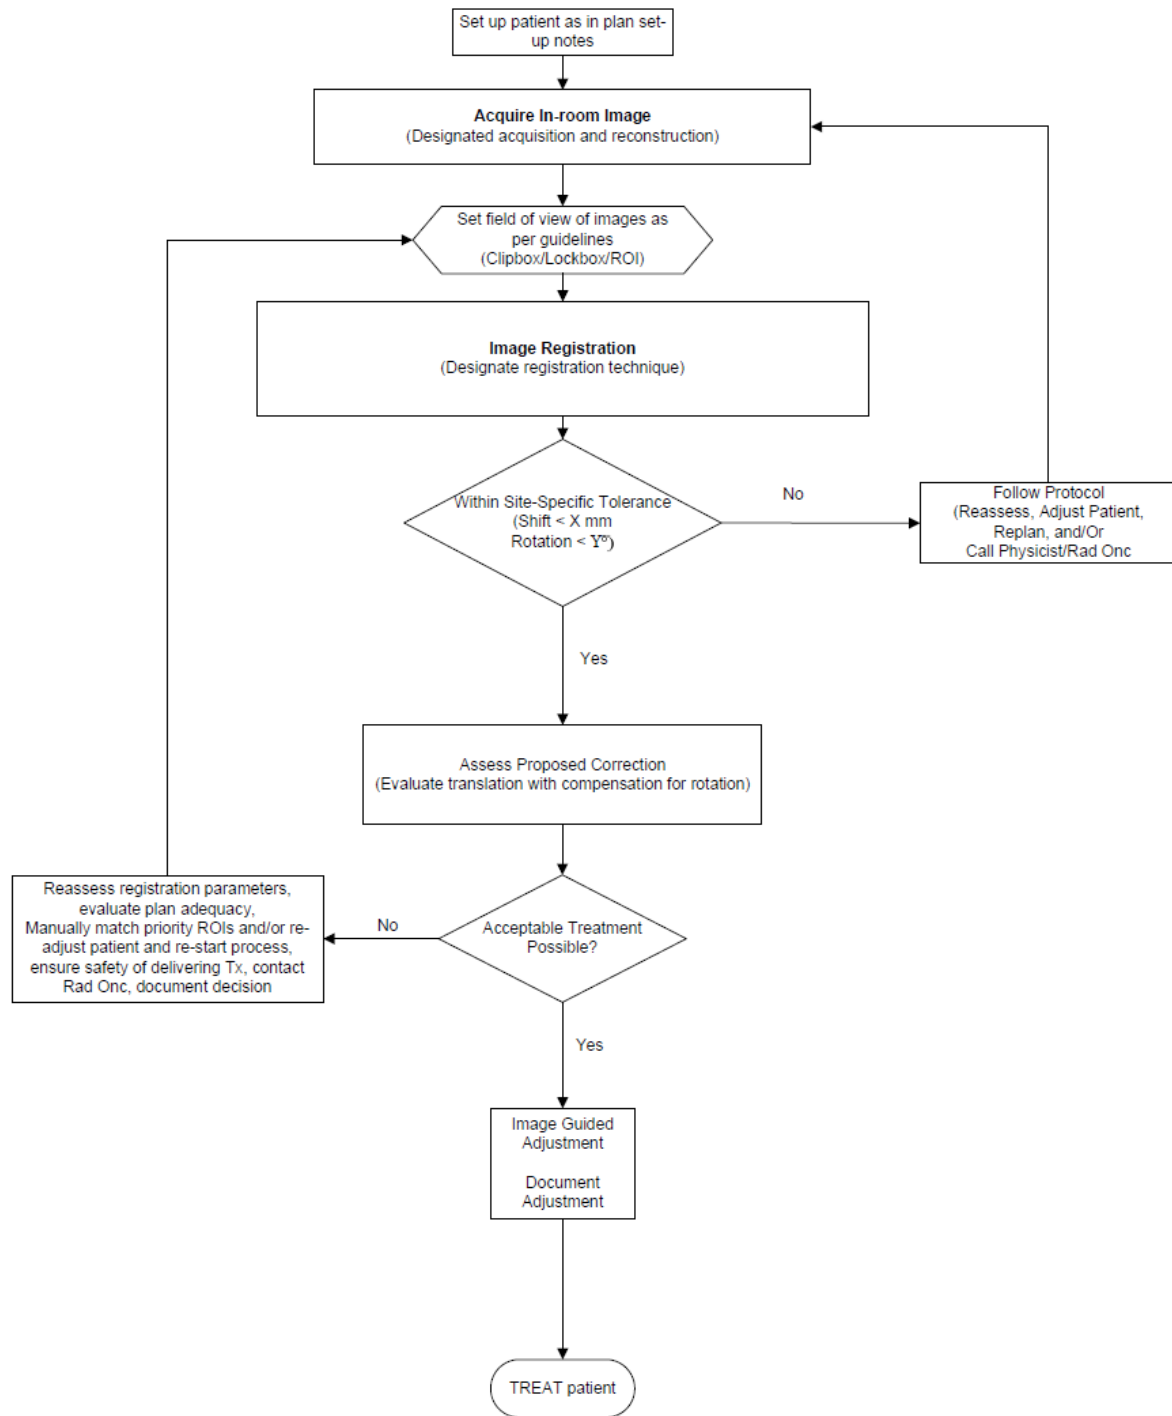 Set up patient as in plan set-
up notes
Acquire In-room Image
(Designated acquisition and reconstruction)
Set field of view of images as
per guidelines
(Clipbox/Lockbox/ROI)
Image Registration
(Designate registration technique)
Within Site-Specific Tolerance
(Shift < X mm
Rotation < Yº)
No
Follow Protocol
(Reassess, Adjust Patient,
Replan, and/Or
Call Physicist/Rad Onc
Yes
Assess Proposed Correction
(Evaluate translation with compensation for rotation)
Acceptable Treatment
Possible?
No
Reassess registration parameters,
evaluate plan adequacy,
Manually match priority ROIs and/or re-
adjust patient and re-start process,
ensure safety of delivering Tx, contact
Rad Onc, document decision
Yes
Image Guided
Adjustment
Document
Adjustment
TREAT patient